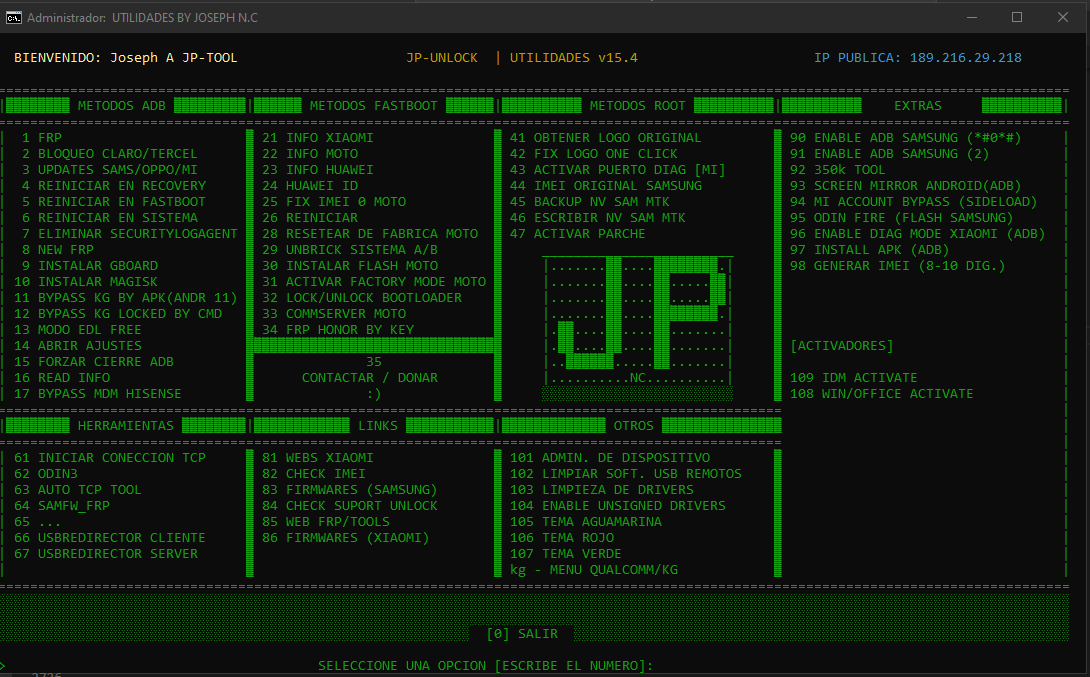 Administrador: UTILIDADES BY JOSEPH N.C
BIENVENIDO: Joseph A JP-TOOL JP-UNLOCK | UTILIDADES v15.4 IP PUBLICA: 189.216.29.218
METODOS ADB METODOS FASTBOOT METODOS ROOT EXTRAS
1 FRP 21 INFO XIAOMI 41 OBTENER LOGO ORIGINAL 90 ENABLE ADB SAMSUNG (*#0*#)
2 BLOQUEO CLARO/TERCEL 22 INFO MOTO 42 FIX LOGO ONE CLICK 91 ENABLE ADB SAMSUNG (2)
3 UPDATES SAMS/OPPO/MI 23 INFO HUAWEI 43 ACTIVAR PUERTO DIAG [MI] 92 350k TOOL
4 REINICIAR EN RECOVERY 24 HUAWEI ID 44 IMEI ORIGINAL SAMSUNG 93 SCREEN MIRROR ANDROID(ADB)
5 REINICIAR EN FASTBOOT 25 FIX IMEI 0 MOTO 45 BACKUP NV SAM MTK 94 MI ACCOUNT BYPASS (SIDELOAD)
6 REINICIAR EN SISTEMA 26 REINICIAR 46 ESCRIBIR NV SAM MTK 95 ODIN FIRE (FLASH SAMSUNG)
7 ELIMINAR SECURITYLOGAGENT 28 RESETEAR DE FABRICA MOTO 47 ACTIVAR PARCHE 96 ENABLE DIAG MODE XIAOMI (ADB)
8 NEW FRP 29 UNBRICK SISTEMA A/B 97 INSTALL APK (ADB)
9 INSTALAR GBOARD 30 INSTALAR FLASH MOTO 98 GENERAR IMEI (8-10 DIG.)
10 INSTALAR MAGISK 31 ACTIVAR FACTORY MODE MOTO
11 BYPASS KG BY APK(ANDR 11) 32 LOCK/UNLOCK BOOTLOADER
12 BYPASS KG LOCKED BY CMD 33 COMMSERVER MOTO
13 MODO EDL FREE 34 FRP HONOR BY KEY
14 ABRIR AJUSTES [ACTIVADORES]
15 FORZAR CIERRE ADB 35
16 READ INFO CONTACTAR / DONAR NC 109 IDM ACTIVATE
17 BYPASS MDM HISENSE :) 108 WIN/OFFICE ACTIVATE
HERRAMIENTAS LINKS OTROS
61 INICIAR CONECCION TCP 81 WEBS XIAOMI 101 ADMIN. DE DISPOSITIVO
62 ODIN3 82 CHECK IMEI 102 LIMPIAR SOFT. USB REMOTOS
63 AUTO TCP TOOL 83 FIRMWARES (SAMSUNG) 103 LIMPIEZA DE DRIVERS
64 SAMFW_FRP 84 CHECK SUPORT UNLOCK 104 ENABLE UNSIGNED DRIVERS
65 ... 85 WEB FRP/TOOLS 105 TEMA AGUAMARINA
66 USBREDIRECTOR CLIENTE 86 FIRMWARES (XIAOMI) 106 TEMA ROJO
67 USBREDIRECTOR SERVER 107 TEMA VERDE
kg - MENU QUALCOMM/KG
[0] SALIR
> SELECCIONE UNA OPCION [ESCRIBE EL NUMERO]: